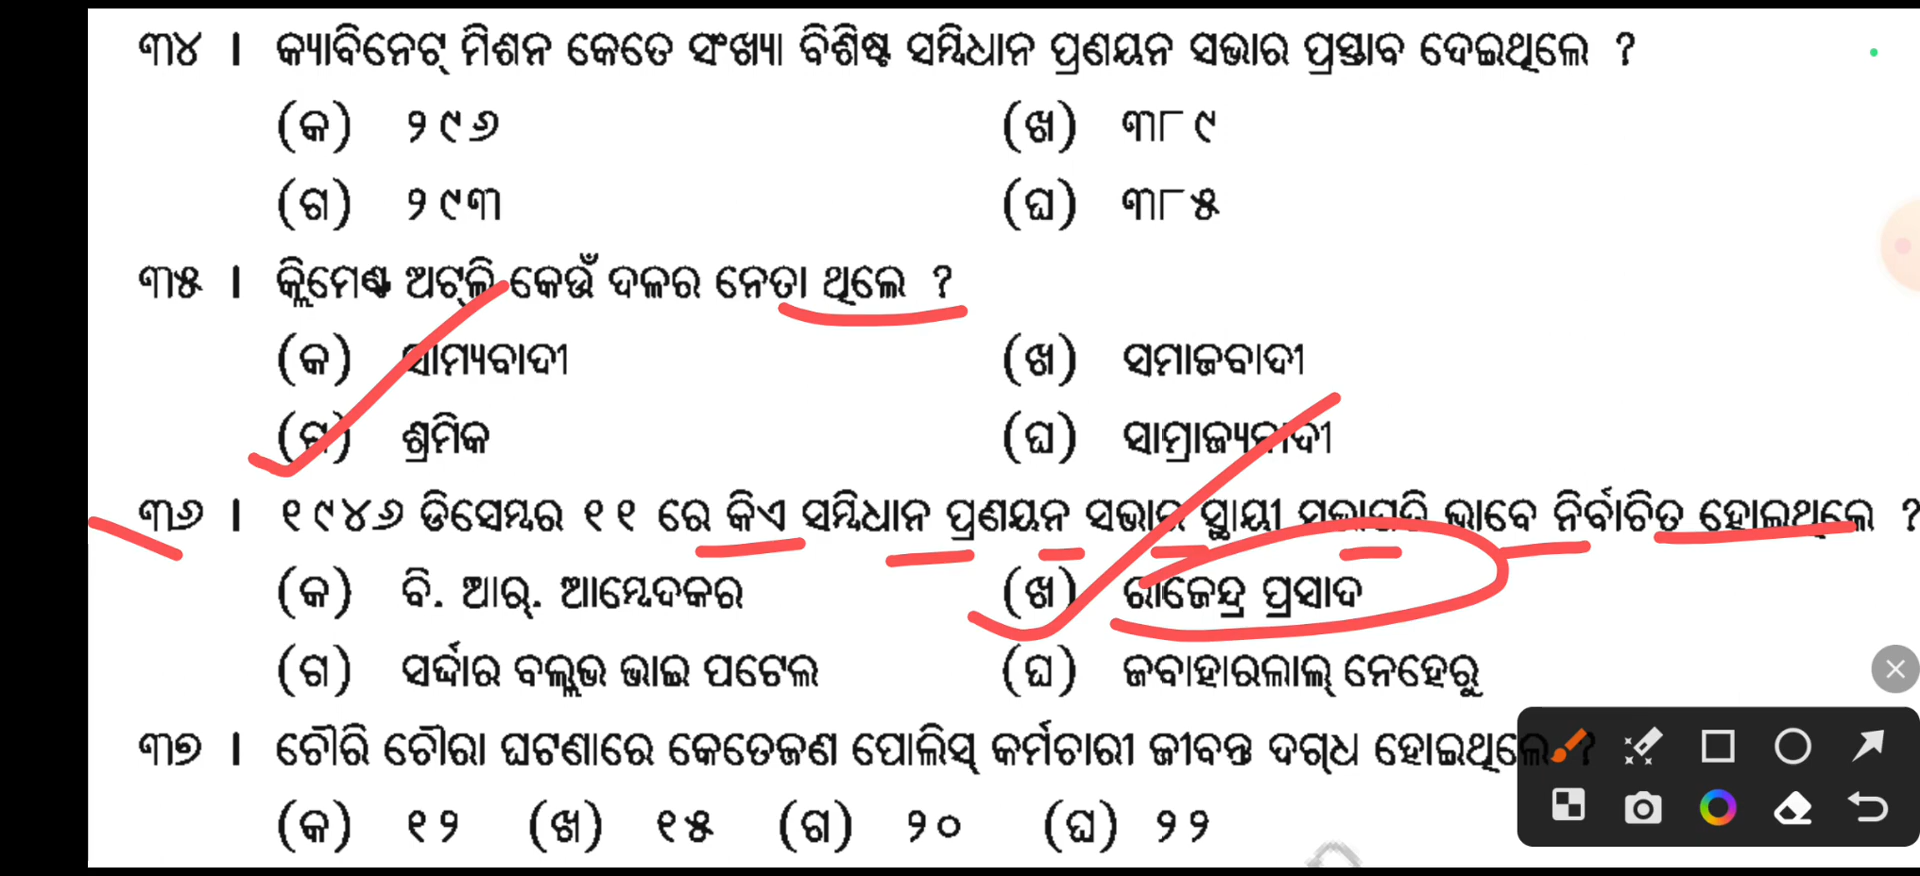 ୩୪ । କ୍ୟାବିନେଟ୍ ମିଶନ କେତେ ସଂଖ୍ୟା ବିଶିଷ୍ଟ ସମ୍ବିଧାନ ପ୍ରଣୟନ ସଭାର ପ୍ରସ୍ତାବ ଦେଇଥିଲେ ?
(କ) ୨୯୬ (ଖ) ୩୮୯
(ଗ) ୨୯୩ (ଘ) ୩୮୫
୩୫ । କ୍ଲିମେଣ୍ଟ ଅଟ୍‌ଲି କେଉଁ ଦଳର ନେତା ଥିଲେ ?
(କ) ସାମ୍ୟବାଦୀ (ଖ) ସମାଜବାଦୀ
(ଗ) ଶ୍ରମିକ (ଘ) ସାମ୍ରାଜ୍ୟବାଦୀ
୩୬ । ୧୯୪୬ ଡିସେମ୍ବର ୧୧ ରେ କିଏ ସମ୍ବିଧାନ ପ୍ରଣୟନ ସଭାର ସ୍ଥାୟୀ ସଭାପତି ଭାବେ ନିର୍ବାଚିତ ହୋଇଥିଲେ ?
(କ) ବି. ଆର୍. ଆମ୍ବେଦକର (ଖ) ରାଜେନ୍ଦ୍ର ପ୍ରସାଦ
(ଗ) ସର୍ଦ୍ଦାର ବଲ୍ଲଭ ଭାଇ ପଟେଲ (ଘ) ଜବାହାରଲାଲ୍ ନେହେରୁ
୩୭ । ଚୌରି ଚୌରା ଘଟଣାରେ କେତେଜଣ ପୋଲିସ୍ କର୍ମଚାରୀ ଜୀବନ୍ତ ଦଗ୍‌ଧ ହୋଇଥିଲେ ?
(କ) ୧୨ (ଖ) ୧୫ (ଗ) ୨୦ (ଘ) ୨୨